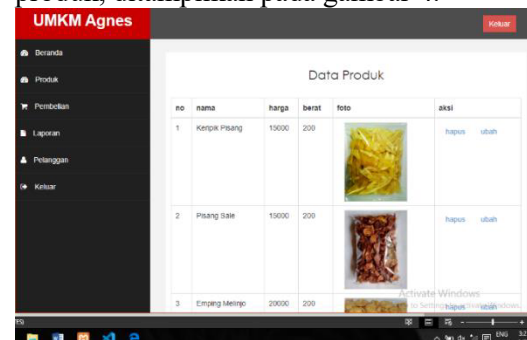 UMKM Agnes
Keluar
Beranda
Produk
Pembelian
Laporan
Pelanggan
Keluar
Data Produk
no nama harga berat foto aksi
1 Keripik Pisang 15000 200 hapus ubah
2 Pisang Sale 15000 200 hapus ubah
Activate Windows
3 Emping Melinjo 20000 200 hapus ubah
ENG